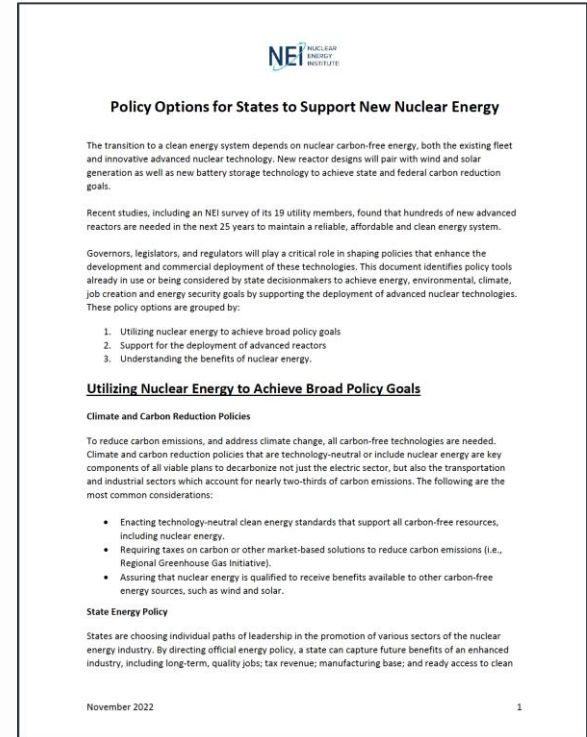 NEI NUCLEAR
ENERGY
INSTITUTE
Policy Options for States to Support New Nuclear Energy
The transition to a clean energy system depends on nuclear carbon-free energy, both the existing fleet
and innovative advanced nuclear technology. New reactor designs will pair with wind and solar
generation as well as new battery storage technology to achieve state and federal carbon reduction
goals.
Recent studies, including an NEI survey of its 19 utility members, found that hundreds of new advanced
reactors are needed in the next 25 years to maintain a reliable, affordable and clean energy system.
Governors, legislators, and regulators will play a critical role in shaping policies that enhance the
development and commercial deployment of these technologies. This document identifies policy tools
already in use or being considered by state decisionmakers to achieve energy, environmental, climate,
job creation and energy security goals by supporting the deployment of advanced nuclear technologies.
These policy options are grouped by:
1. Utilizing nuclear energy to achieve broad policy goals
2. Support for the deployment of advanced reactors
3. Understanding the benefits of nuclear energy.
Utilizing Nuclear Energy to Achieve Broad Policy Goals
Climate and Carbon Reduction Policies
To reduce carbon emissions, and address climate change, all carbon-free technologies are needed.
Climate and carbon reduction policies that are technology-neutral or include nuclear energy are key
components of all viable plans to decarbonize not just the electric sector, but also the transportation
and industrial sectors which account for nearly two-thirds of carbon emissions. The following are the
most common considerations:
• Enacting technology-neutral clean energy standards that support all carbon-free resources,
including nuclear energy.
• Requiring taxes on carbon or other market-based solutions to reduce carbon emissions (i.e.,
Regional Greenhouse Gas Initiative).
• Assuring that nuclear energy is qualified to receive benefits available to other carbon-free
energy sources, such as wind and solar.
State Energy Policy
States are choosing individual paths of leadership in the promotion of various sectors of the nuclear
energy industry. By directing official energy policy, a state can capture future benefits of an enhanced
industry, including long-term, quality jobs; tax revenue; manufacturing base; and ready access to clean
November 2022 1